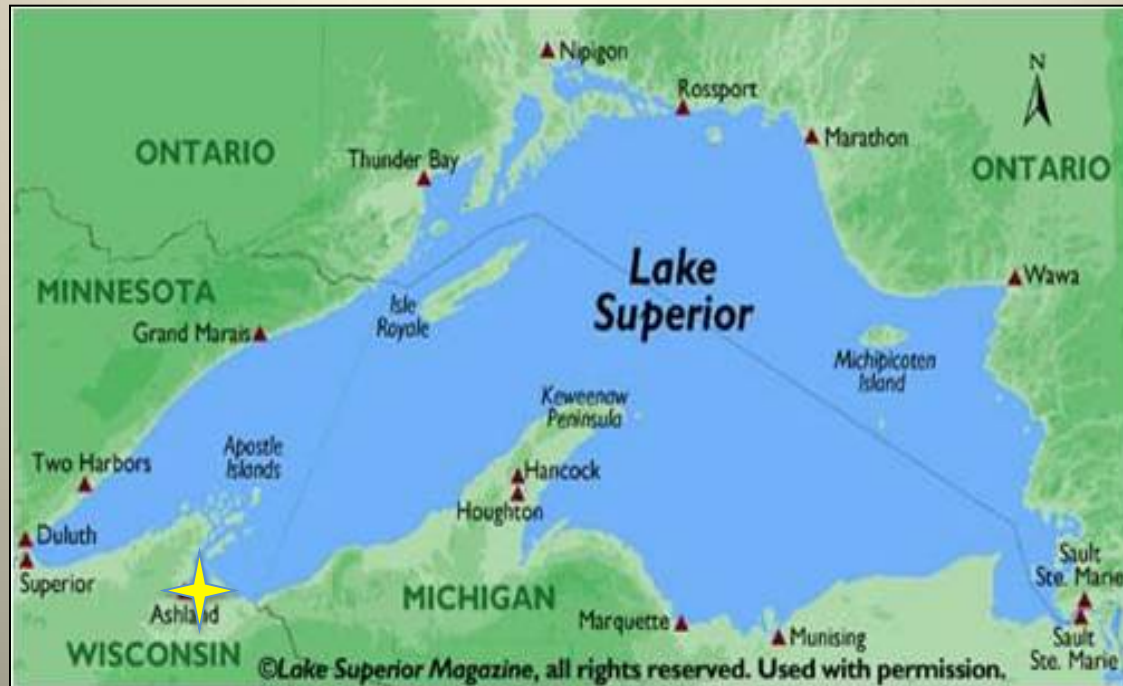 Nipigon
Rossport
N
Marathon
ONTARIO
Thunder Bay
ONTARIO
Lake
Superior
Wawa
MINNESOTA
Isle
Royale
Grand Marais
Michipicoten
Island
Keweenaw
Peninsula
Apostle
Islands
Two Harbors
Hancock
Houghton
Duluth
Superior
Sault
Ste. Marie
Ashland
MICHIGAN
Marquette
Munising
Sault
Ste. Marie
WISCONSIN
©Lake Superior Magazine, all rights reserved. Used with permission.